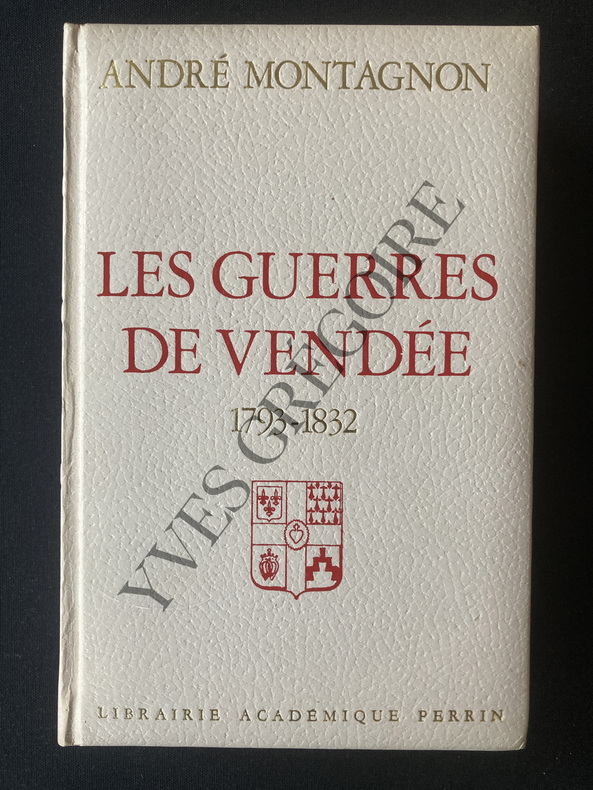 ANDRÉ MONTAGNON
LES GUERRES
DE VENDÉE
1793-1832
YVES GRÉGOIRE
LIBRAIRIE ACADÉMIQUE PERRIN